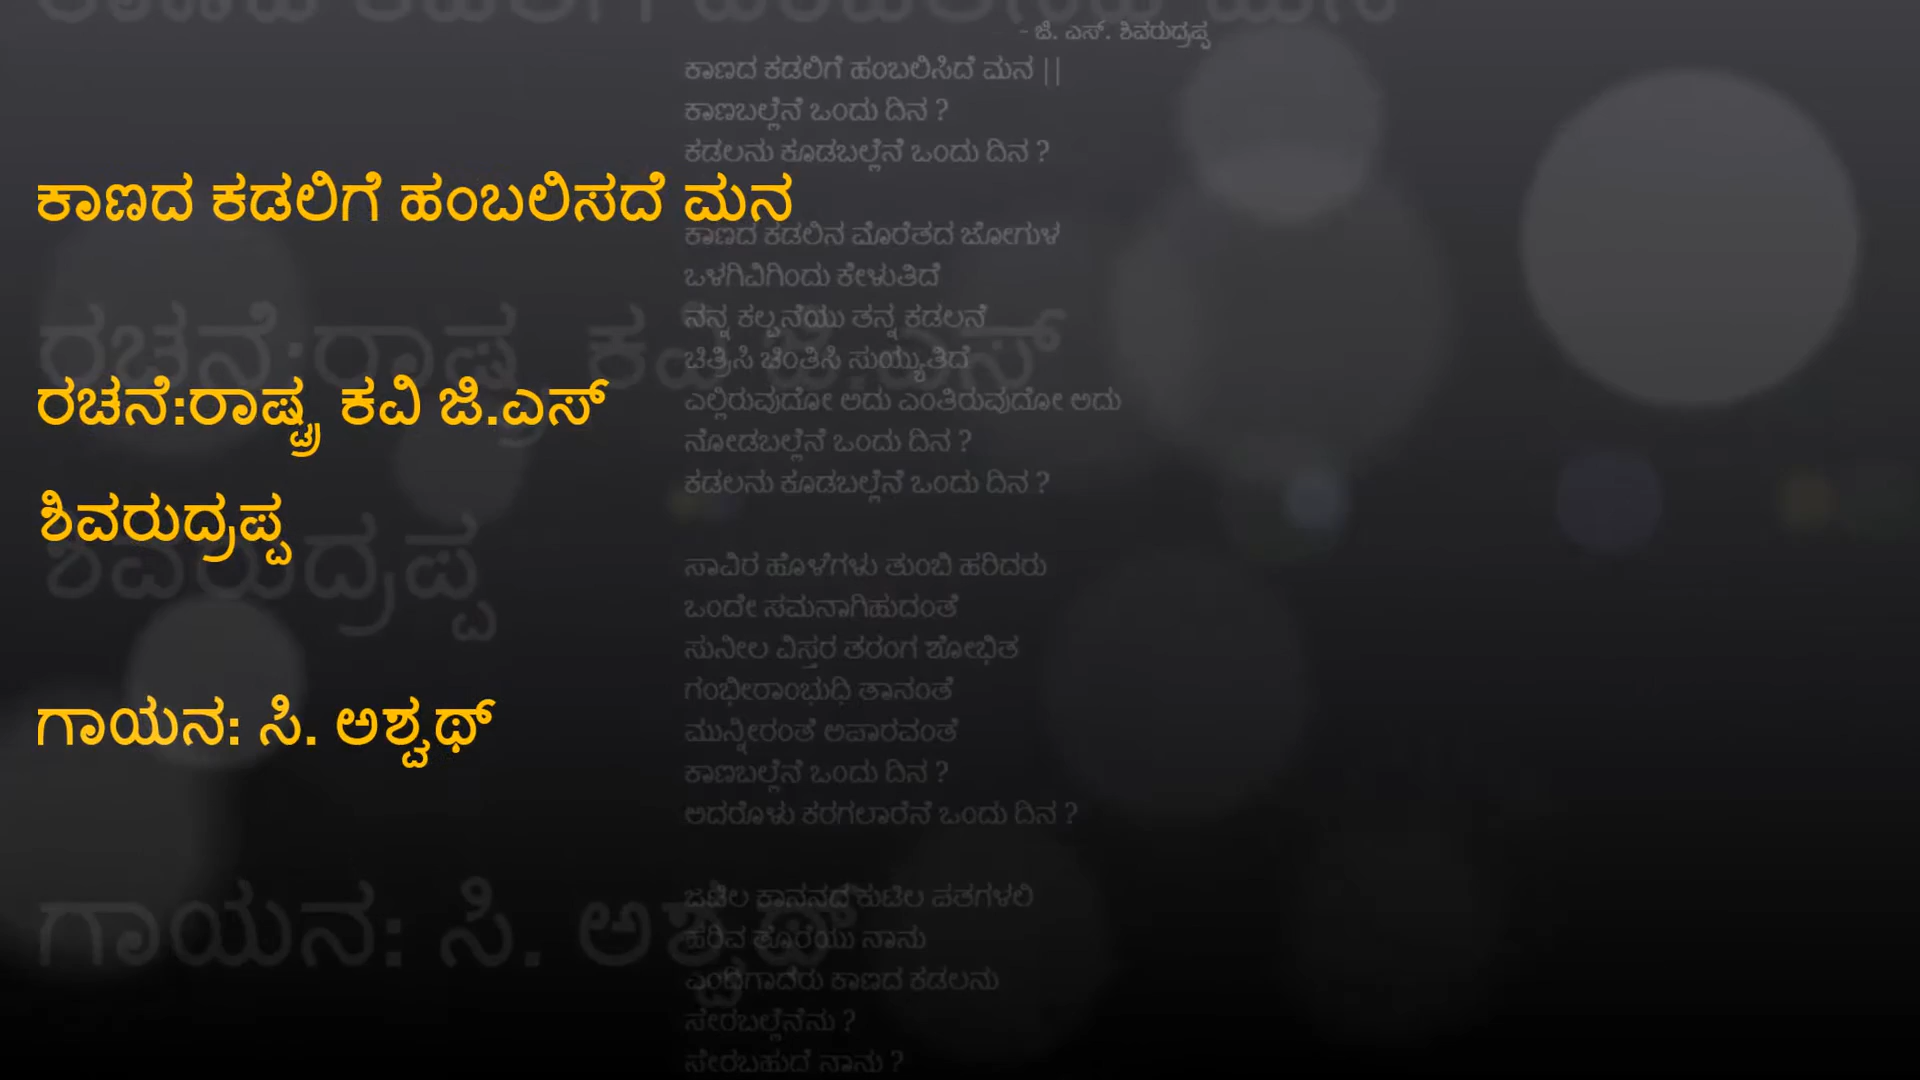 ಕಾಣದ ಕಡಲಿಗೆ ಹಂಬಲಿಸದೆ ಮನ
ರಚನೆ:ರಾಷ್ಟ್ರ ಕವಿ ಜಿ.ಎಸ್
ಶಿವರುದ್ರಪ್ಪ
ಗಾಯನ: ಸಿ. ಅಶ್ವಥ್
- ಜಿ. ಎಸ್. ಶಿವರುದ್ರಪ್ಪ
ಕಾಣದ ಕಡಲಿಗೆ ಹಂಬಲಿಸಿದೆ ಮನ ||
ಕಾಣಬಲ್ಲೆನೆ ಒಂದು ದಿನ ?
ಕಡಲನು ಕೂಡಬಲ್ಲೆನೆ ಒಂದು ದಿನ ?
ಕಾಣದ ಕಡಲಿನ ಮೊರೆತದ ಜೋಗುಳ
ಒಳಗಿವಿಗಿಂದು ಕೇಳುತಿದೆ
ನನ್ನ ಕಲ್ಪನೆಯು ತನ್ನ ಕಡಲನೆ
ಚಿತ್ರಿಸಿ ಚಿಂತಿಸಿ ಸುಯ್ಯುತಿದೆ
ಎಲ್ಲಿರುವುದೋ ಅದು ಎಂತಿರುವುದೋ ಅದು
ನೋಡಬಲ್ಲೆನೆ ಒಂದು ದಿನ ?
ಕಡಲನು ಕೂಡಬಲ್ಲೆನೆ ಒಂದು ದಿನ ?
ಸಾವಿರ ಹೊಳೆಗಳು ತುಂಬಿ ಹರಿದರು
ಒಂದೇ ಸಮನಾಗಿಹುದಂತೆ
ಸುನೀಲ ವಿಸ್ತರ ತರಂಗ ಶೋಭಿತ
ಗಂಭೀರಾಂಭುಧಿ ತಾನಂತೆ
ಮುನ್ನೀರಂತೆ ಅಪಾರವಂತೆ
ಕಾಣಬಲ್ಲೆನೆ ಒಂದು ದಿನ ?
ಅದರೊಳು ಕರಗಲಾರೆನೆ ಒಂದು ದಿನ ?
ಜಟಿಲ ಕಾನನದ ಕುಟಿಲ ಪತಗಳಲಿ
ಹರಿವ ತೊರೆಯು ನಾನು
ಎಂದಿಗಾದರು ಕಾಣದ ಕಡಲನು
ಸೇರಬಲ್ಲೆನೆನು ?
ಸೇರಬಹುದೆ ನಾನು ?